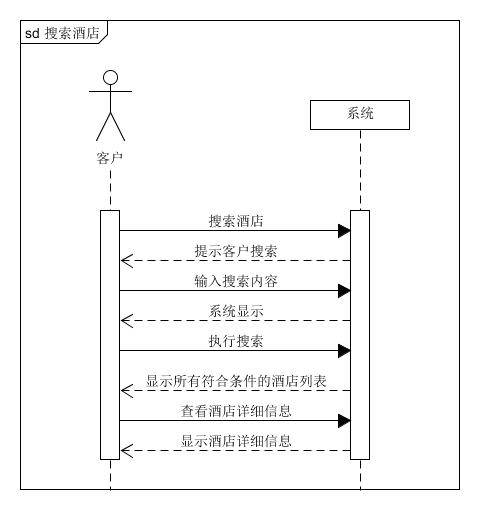 sd 搜索酒店
系统
客户
搜索酒店
提示客户搜索
输入搜索内容
系统显示
执行搜索
显示所有符合条件的酒店列表
查看酒店详细信息
显示酒店详细信息